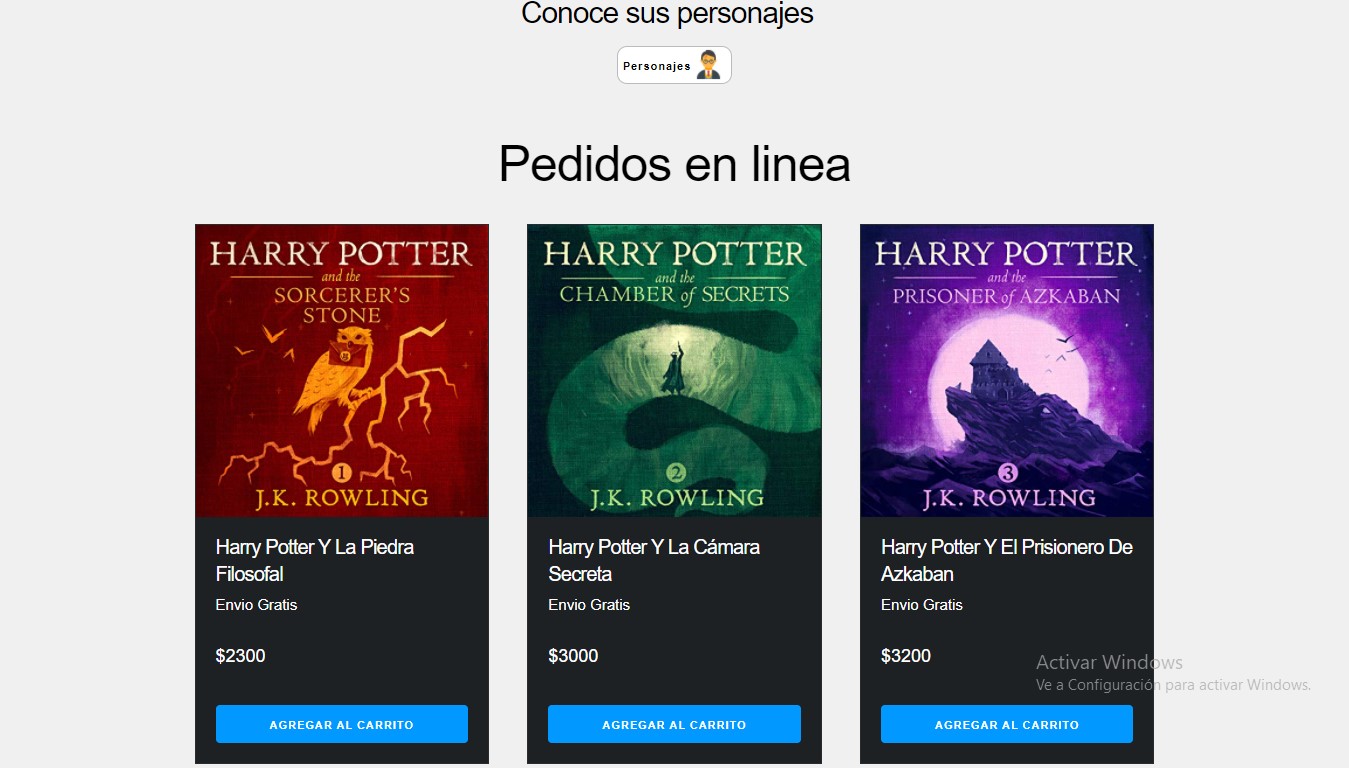 Conoce sus personajes
Personajes
Pedidos en linea
HARRY POTTER
and the
SORCERER'S
STONE
1
J.K. ROWLING
HARRY POTTER
and the
CHAMBER of SECRETS
2
J.K. ROWLING
HARRY POTTER
and the
PRISONER of AZKABAN
3
J.K. ROWLING
Harry Potter Y La Piedra
Filosofal
Envio Gratis
$2300
AGREGAR AL CARRITO
Harry Potter Y La Cámara
Secreta
Envio Gratis
$3000
AGREGAR AL CARRITO
Harry Potter Y El Prisionero De
Azkaban
Envio Gratis
$3200
AGREGAR AL CARRITO
Activar Windows
Ve a Configuración para activar Windows.